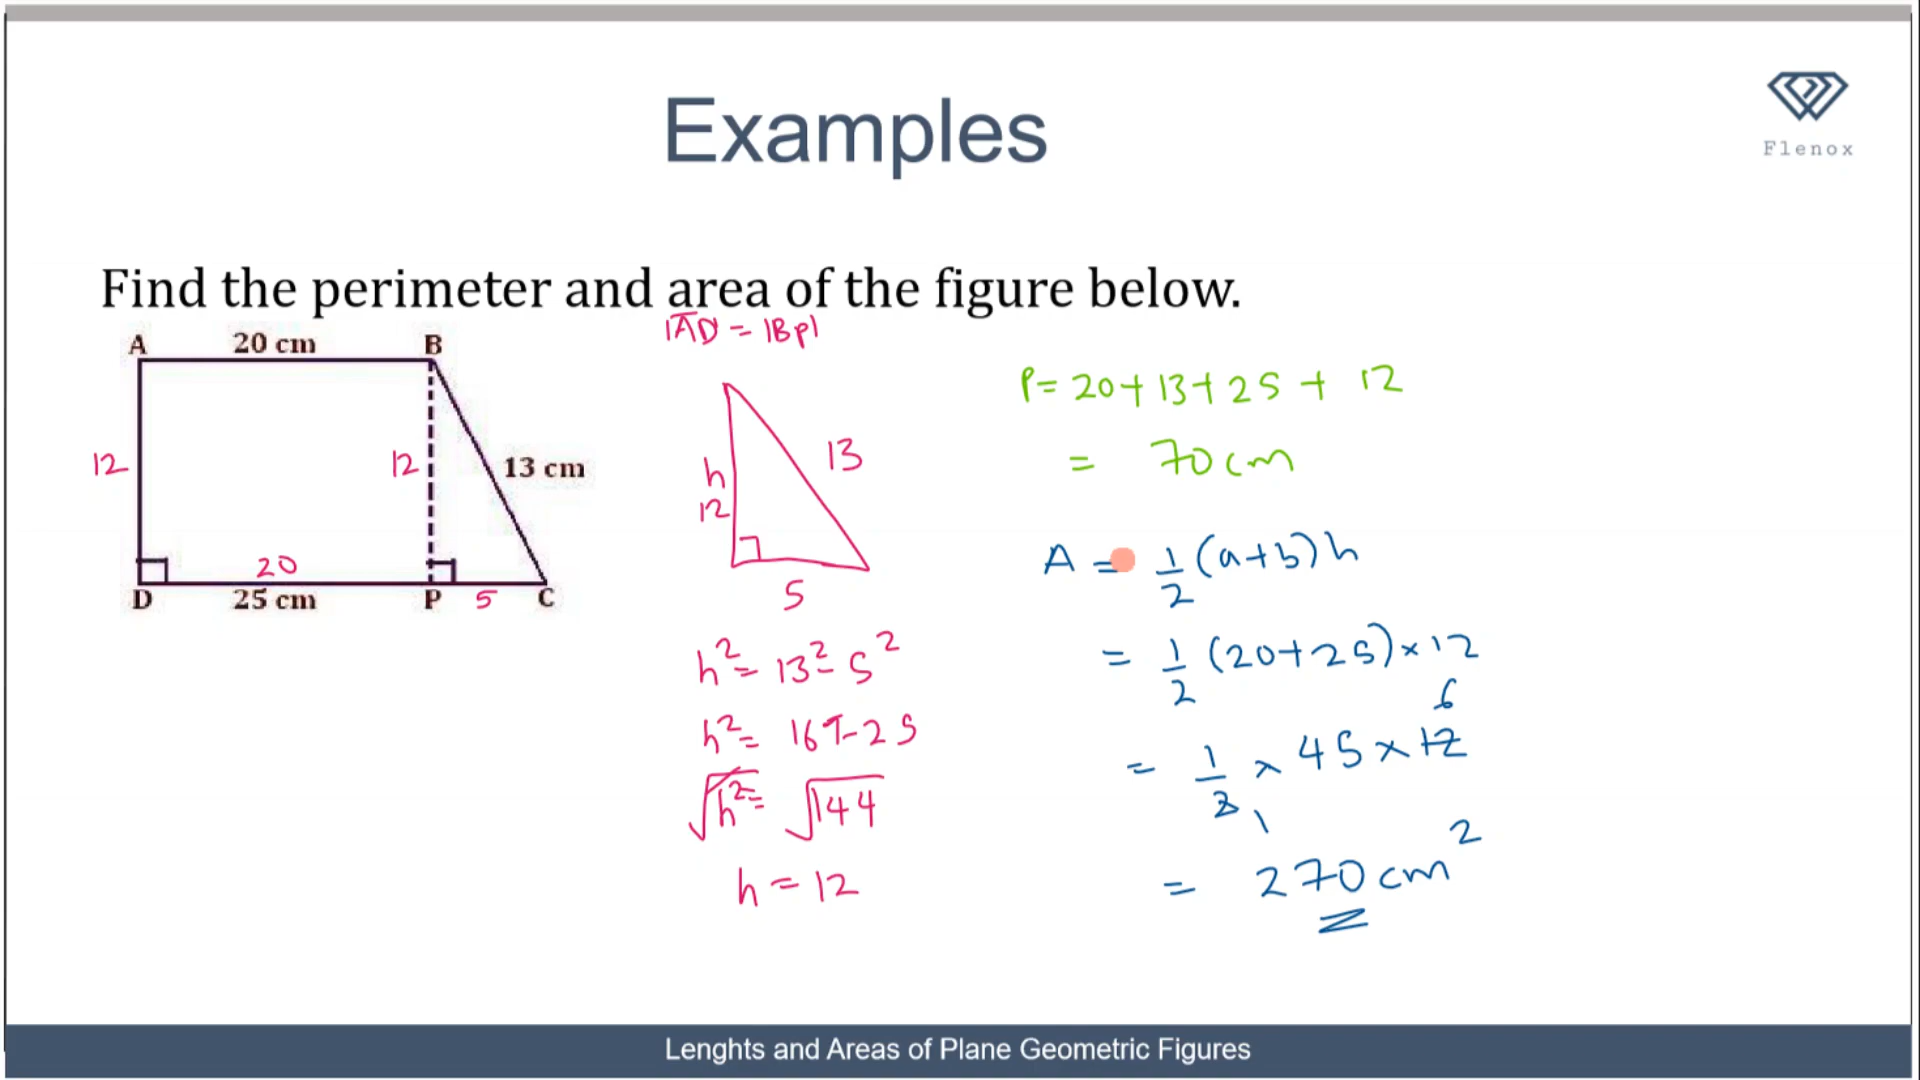 Examples
Flenox
Find the perimeter and area of the figure below.
|AD| = |BP|
A 20 cm B
12 12 13 cm
20
D 25 cm P 5 C
h 13
12
5
h² = 13² - 5²
h² = 169 - 25
√h² = √144
h = 12
P = 20 + 13 + 25 + 12
= 70 cm
A = 1/2 (a+b) h
= 1/2 (20+25) × 12
6
= 1/2 × 45 × 12
1
= 270 cm²
Lenghts and Areas of Plane Geometric Figures